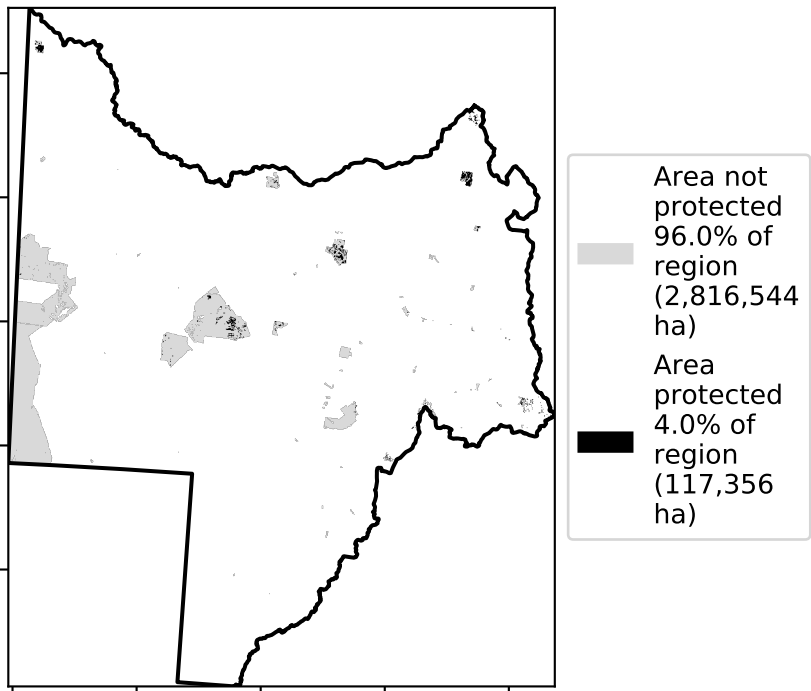 Area not
protected
96.0% of
region
(2,816,544
ha)
Area
protected
4.0% of
region
(117,356
ha)